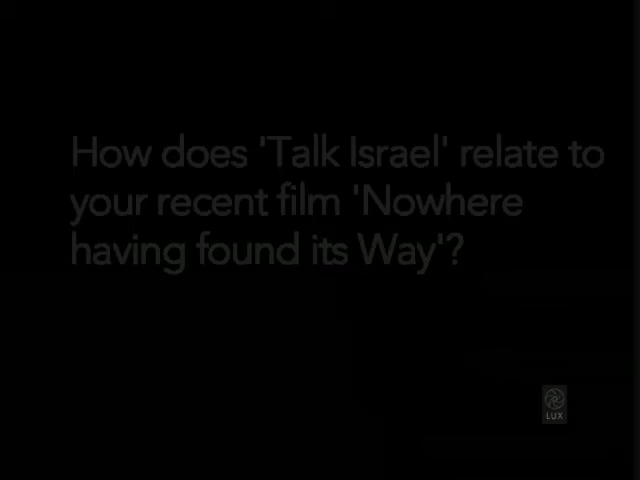 How does 'Talk Israel' relate to
your recent film 'Nowhere
having found its Way'?
LUX